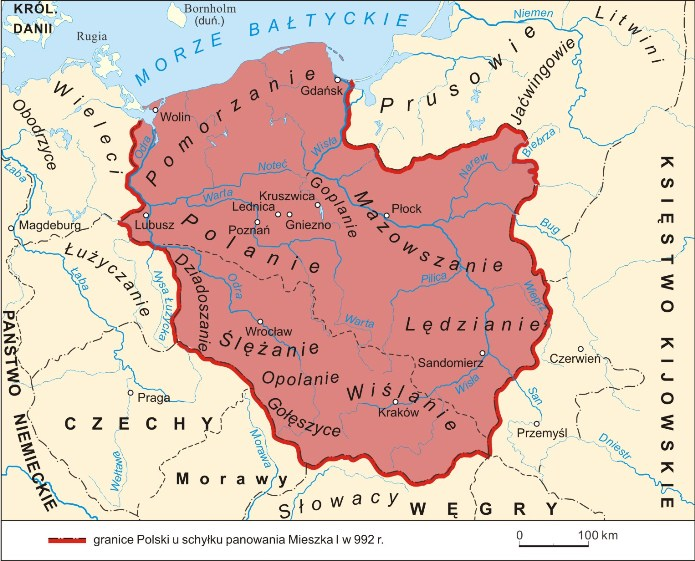 KRÓL.
DANII
Bornholm
(duń.)
Rugia
MORZE BAŁTYCKIE
Niemen
Litwini
Prusowie
Jaćwingowie
Gdańsk
Wieleci
Obodrzyce
Wolin
Pomorzanie
Odra
Wisła
Biebrza
Narew
Łaba
Noteć
Warta
Kruszwica
Lednica
Goplanie
Gniezno
Poznań
Płock
Mazowszanie
Bug
Lubusz
Magdeburg
Polanie
Łużyczanie
Łaba
Nysa Łużycka
Dziadoszanie
Odra
Pilica
Wieprz
Warta
Wrocław
Ślężanie
Lędzianie
Opolanie
Sandomierz
Czerwień
Wiślanie
Wisła
San
Kraków
Gołęszyce
Przemyśl
Dniestr
KSIĘSTWO KIJOWSKIE
PAŃSTWO NIEMIECKIE
Praga
CZECHY
Wełtawa
Morawa
Morawy
Słowacy
WĘGRY
granice Polski u schyłku panowania Mieszka I w 992 r.
0 100 km